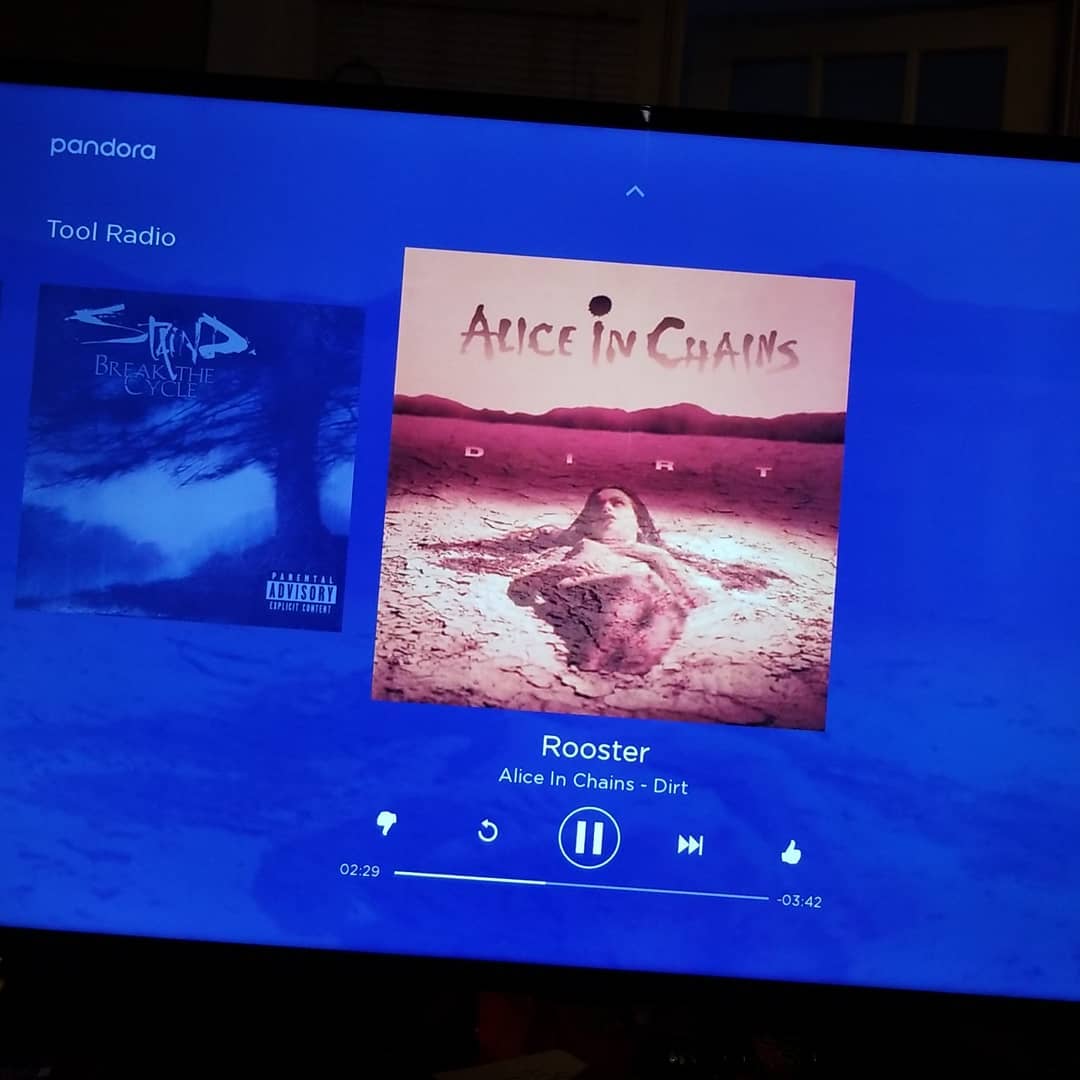 pandora
Tool Radio
STAIND
BREAK THE
CYCLE
PARENTAL
ADVISORY
EXPLICIT CONTENT
ALICE IN CHAINS
DIRT
Rooster
Alice In Chains - Dirt
02:29
-03:42